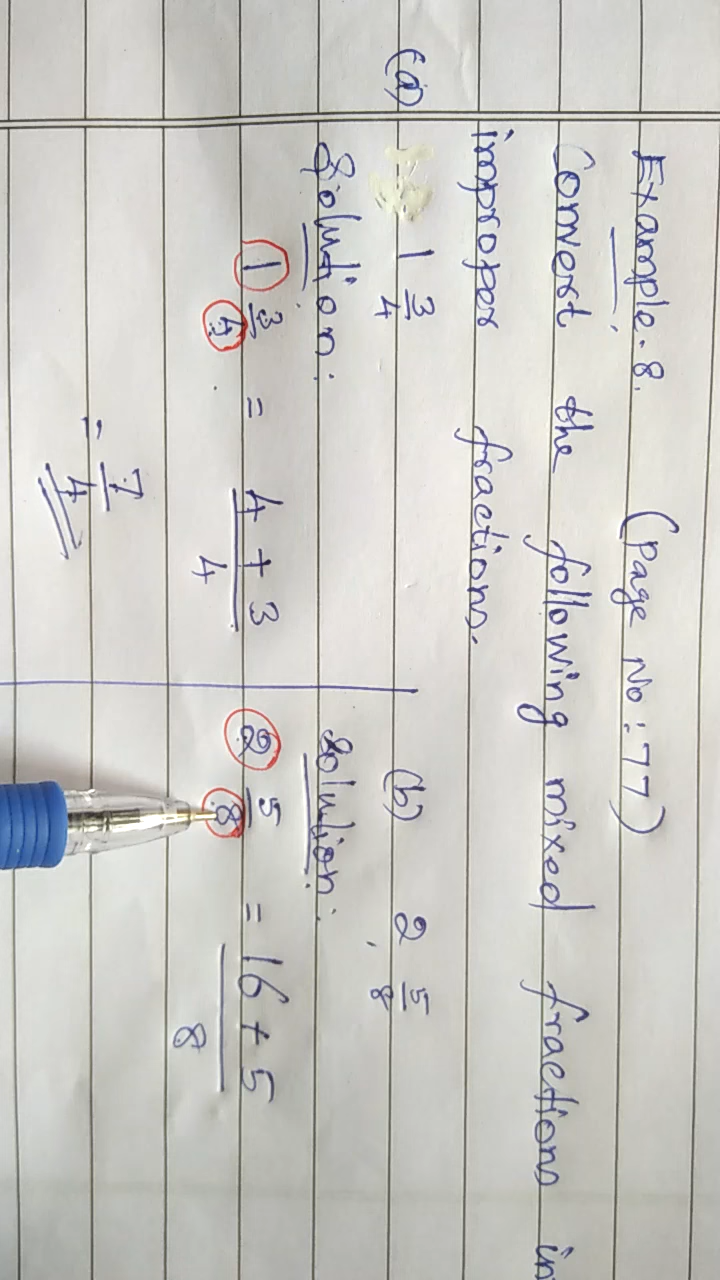 Example-8. (Page No: 77)
Convert the following mixed fractions in
improper fractions.
(a) 1 3/4 (b) 2 5/8
Solution: Solution:
1 3/4 = 4 + 3/4 2 5/8 = 16 + 5/8
= 7/4